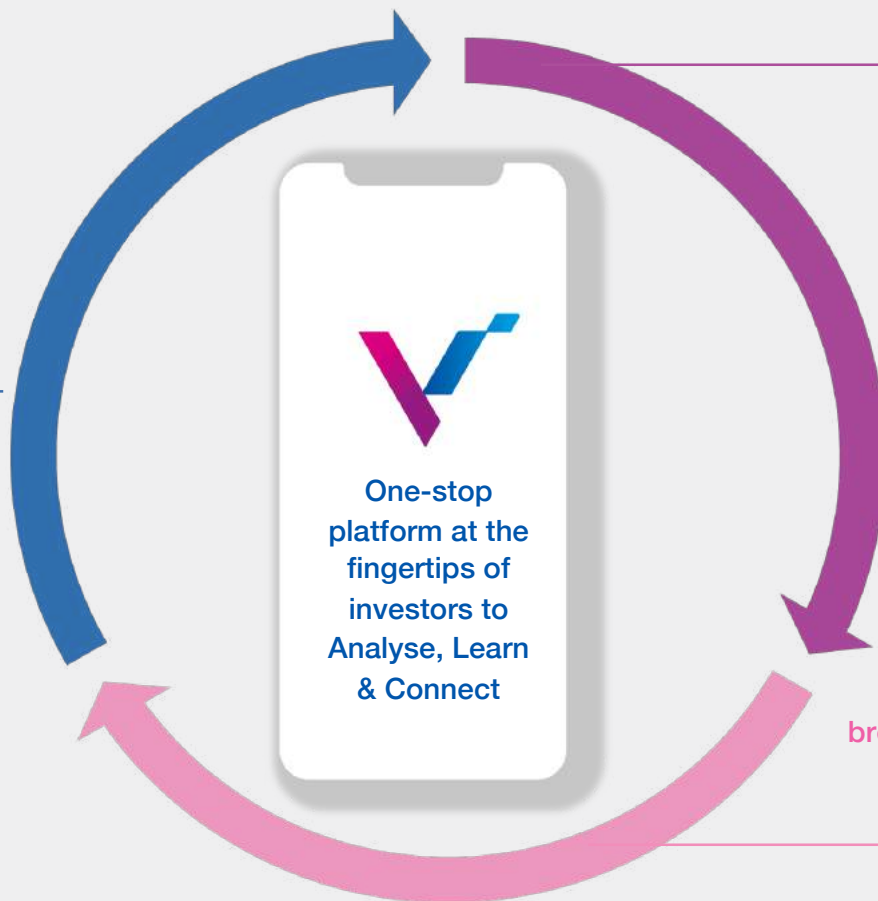 One-stop
platform at the
fingertips of
investors to
Analyse, Learn
& Connect